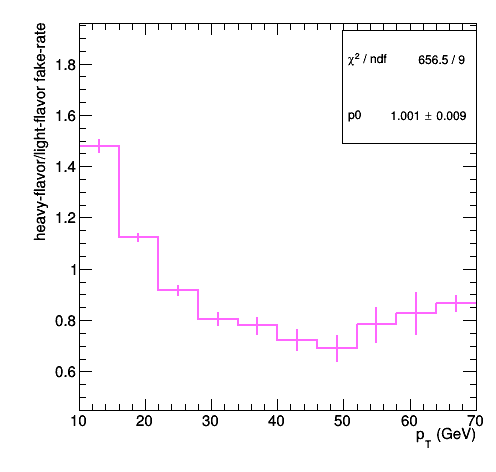 heavy-flavor/light-flavor fake-rate
χ² / ndf 656.5 / 9
p0 1.001 ± 0.009
1.8
1.6
1.4
1.2
1
0.8
0.6
10 20 30 40 50 60 70
p_T (GeV)